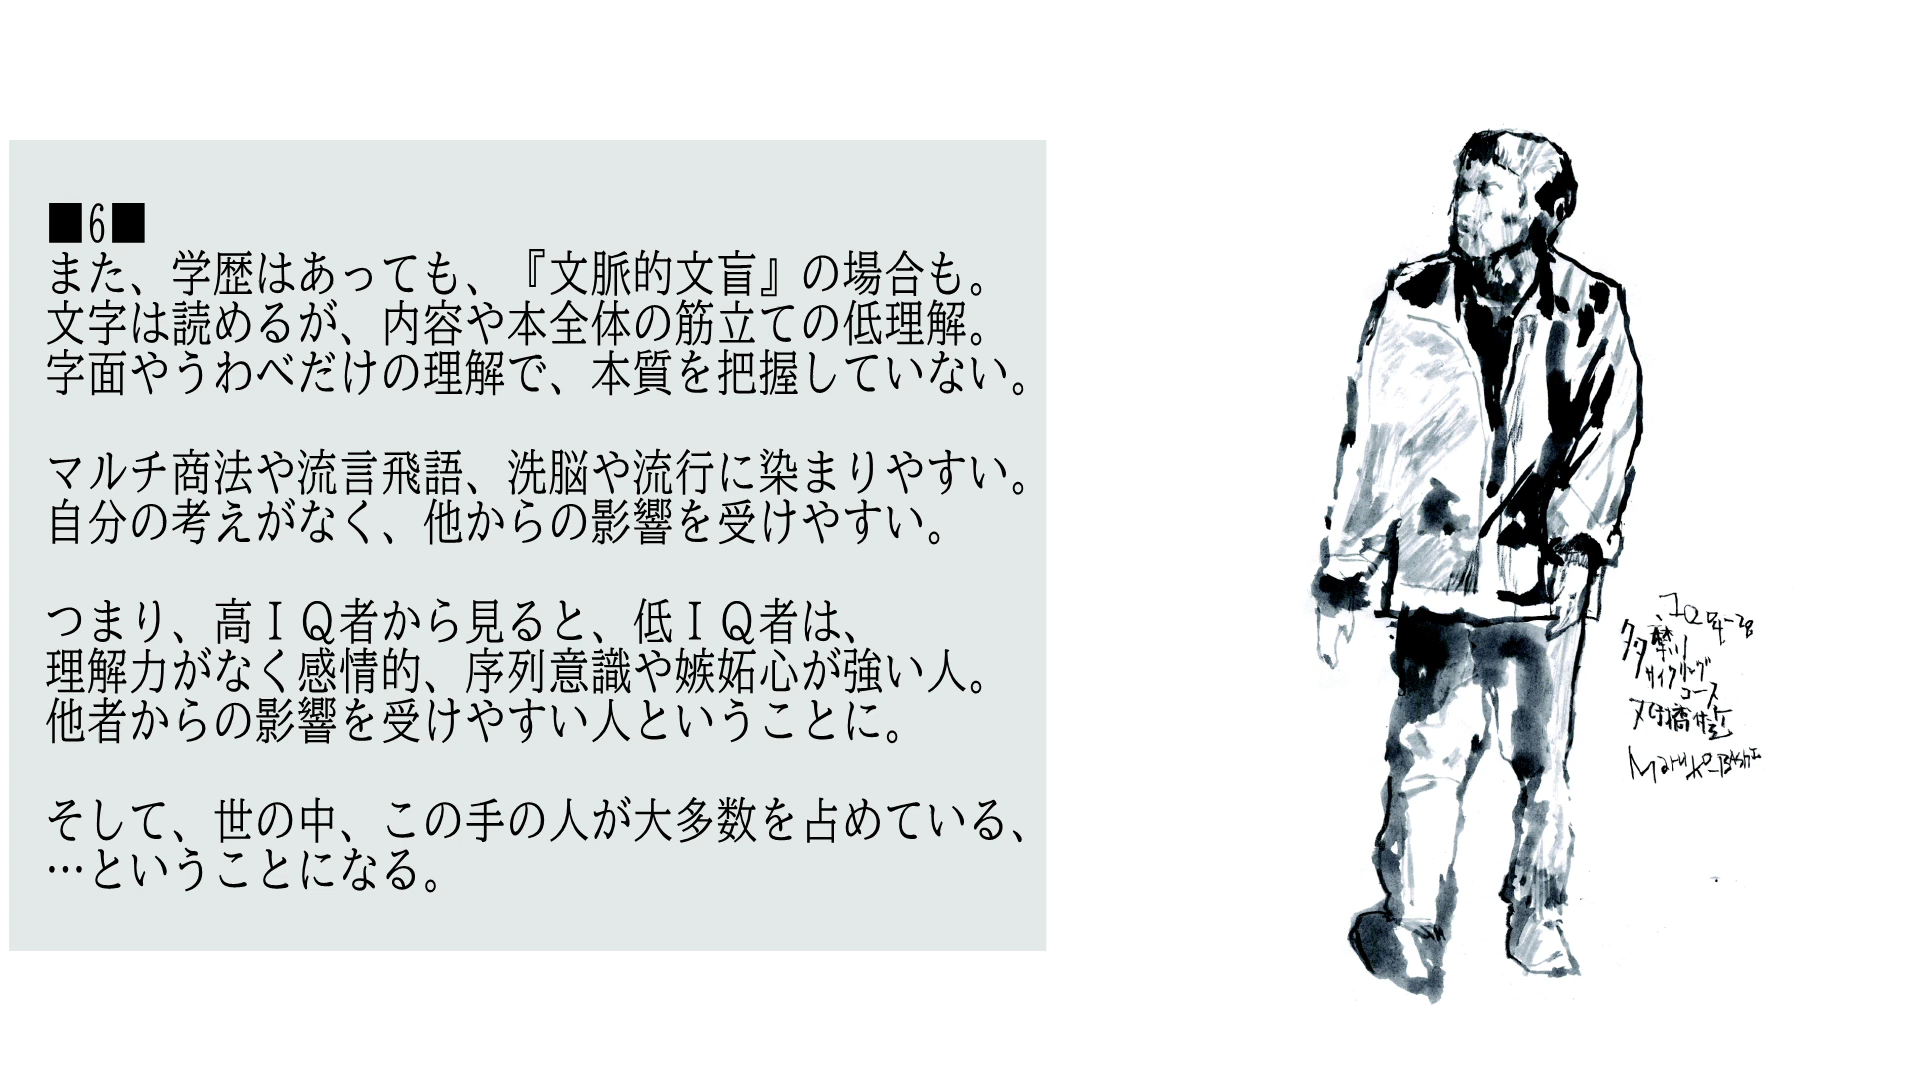 ■6■
また、学歴はあっても、『文脈的文盲』の場合も。
文字は読めるが、内容や本全体の筋立ての低理解。
字面やうわべだけの理解で、本質を把握していない。
マルチ商法や流言飛語、洗脳や流行に染まりやすい。
自分の考えがなく、他からの影響を受けやすい。
つまり、高ＩＱ者から見ると、低ＩＱ者は、
理解力がなく感情的、序列意識や嫉妬心が強い人。
他者からの影響を受けやすい人ということに。
そして、世の中、この手の人が大多数を占めている、
…ということになる。
多摩川
サイクリング
コース